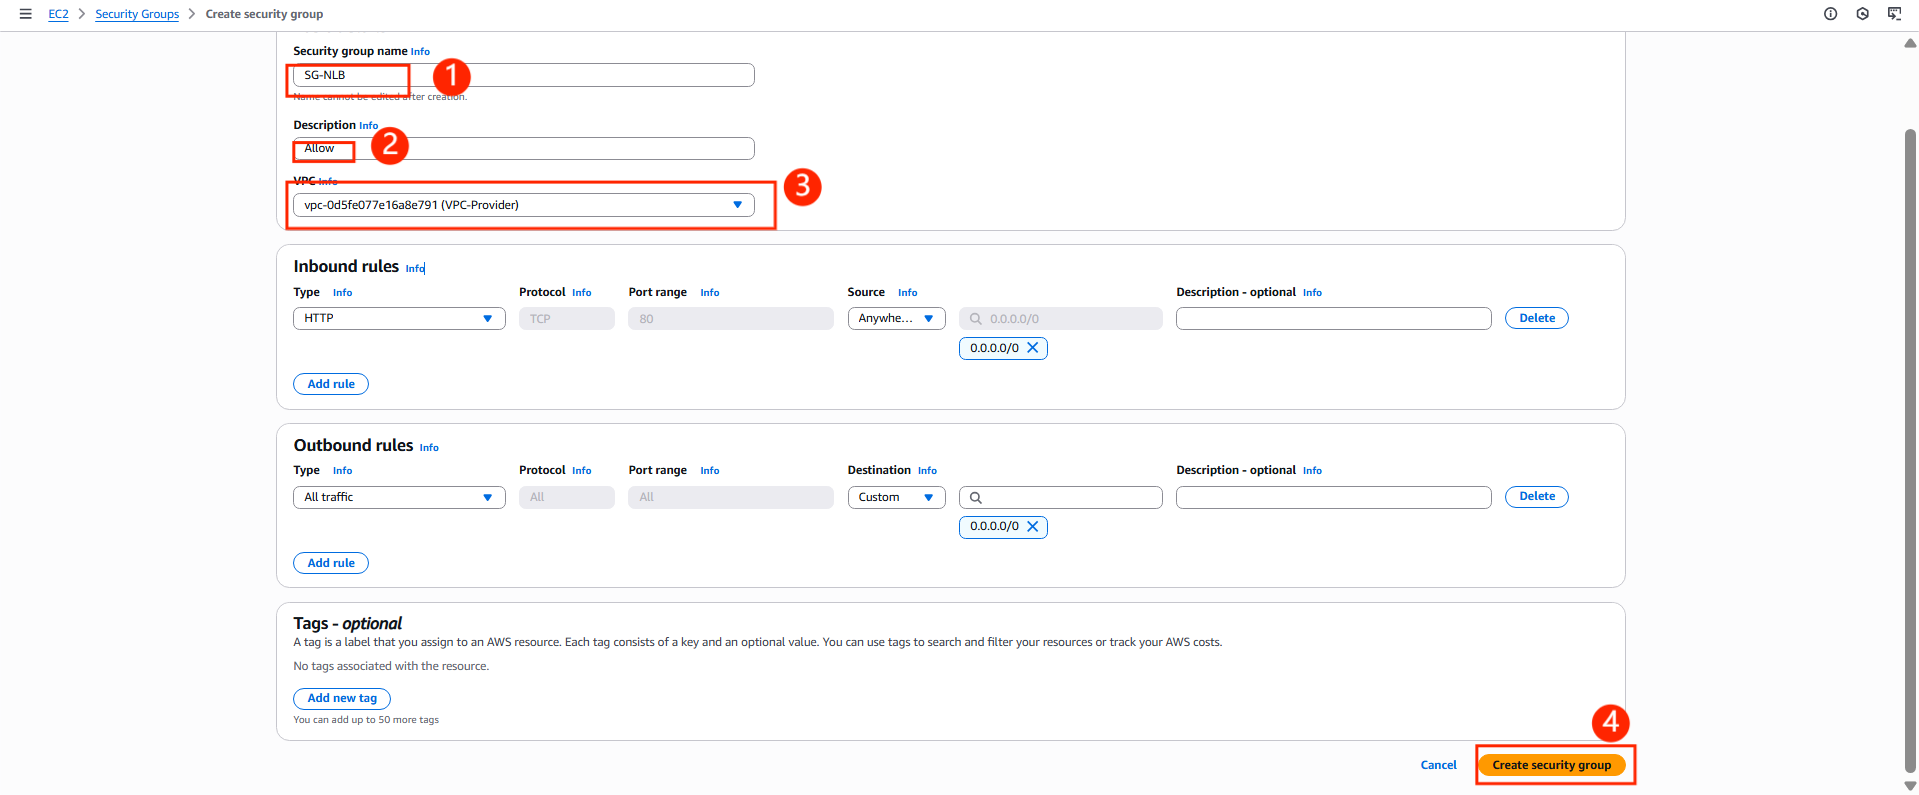 EC2 > Security Groups > Create security group
Security group name Info
SG-NLB
1
Name cannot be edited after creation.
Description Info
Allow
2
VPC Info
3
vpc-0d5fe077e16a8e791 (VPC-Provider)
Inbound rules Info
Type Info Protocol Info Port range Info Source Info Description - optional Info
HTTP TCP 80 Anywhe... 0.0.0.0/0 Delete
0.0.0.0/0
Add rule
Outbound rules Info
Type Info Protocol Info Port range Info Destination Info Description - optional Info
All traffic All All Custom Delete
0.0.0.0/0
Add rule
Tags - optional
A tag is a label that you assign to an AWS resource. Each tag consists of a key and an optional value. You can use tags to search and filter your resources or track your AWS costs.
No tags associated with the resource.
Add new tag
You can add up to 50 more tags
4
Cancel Create security group